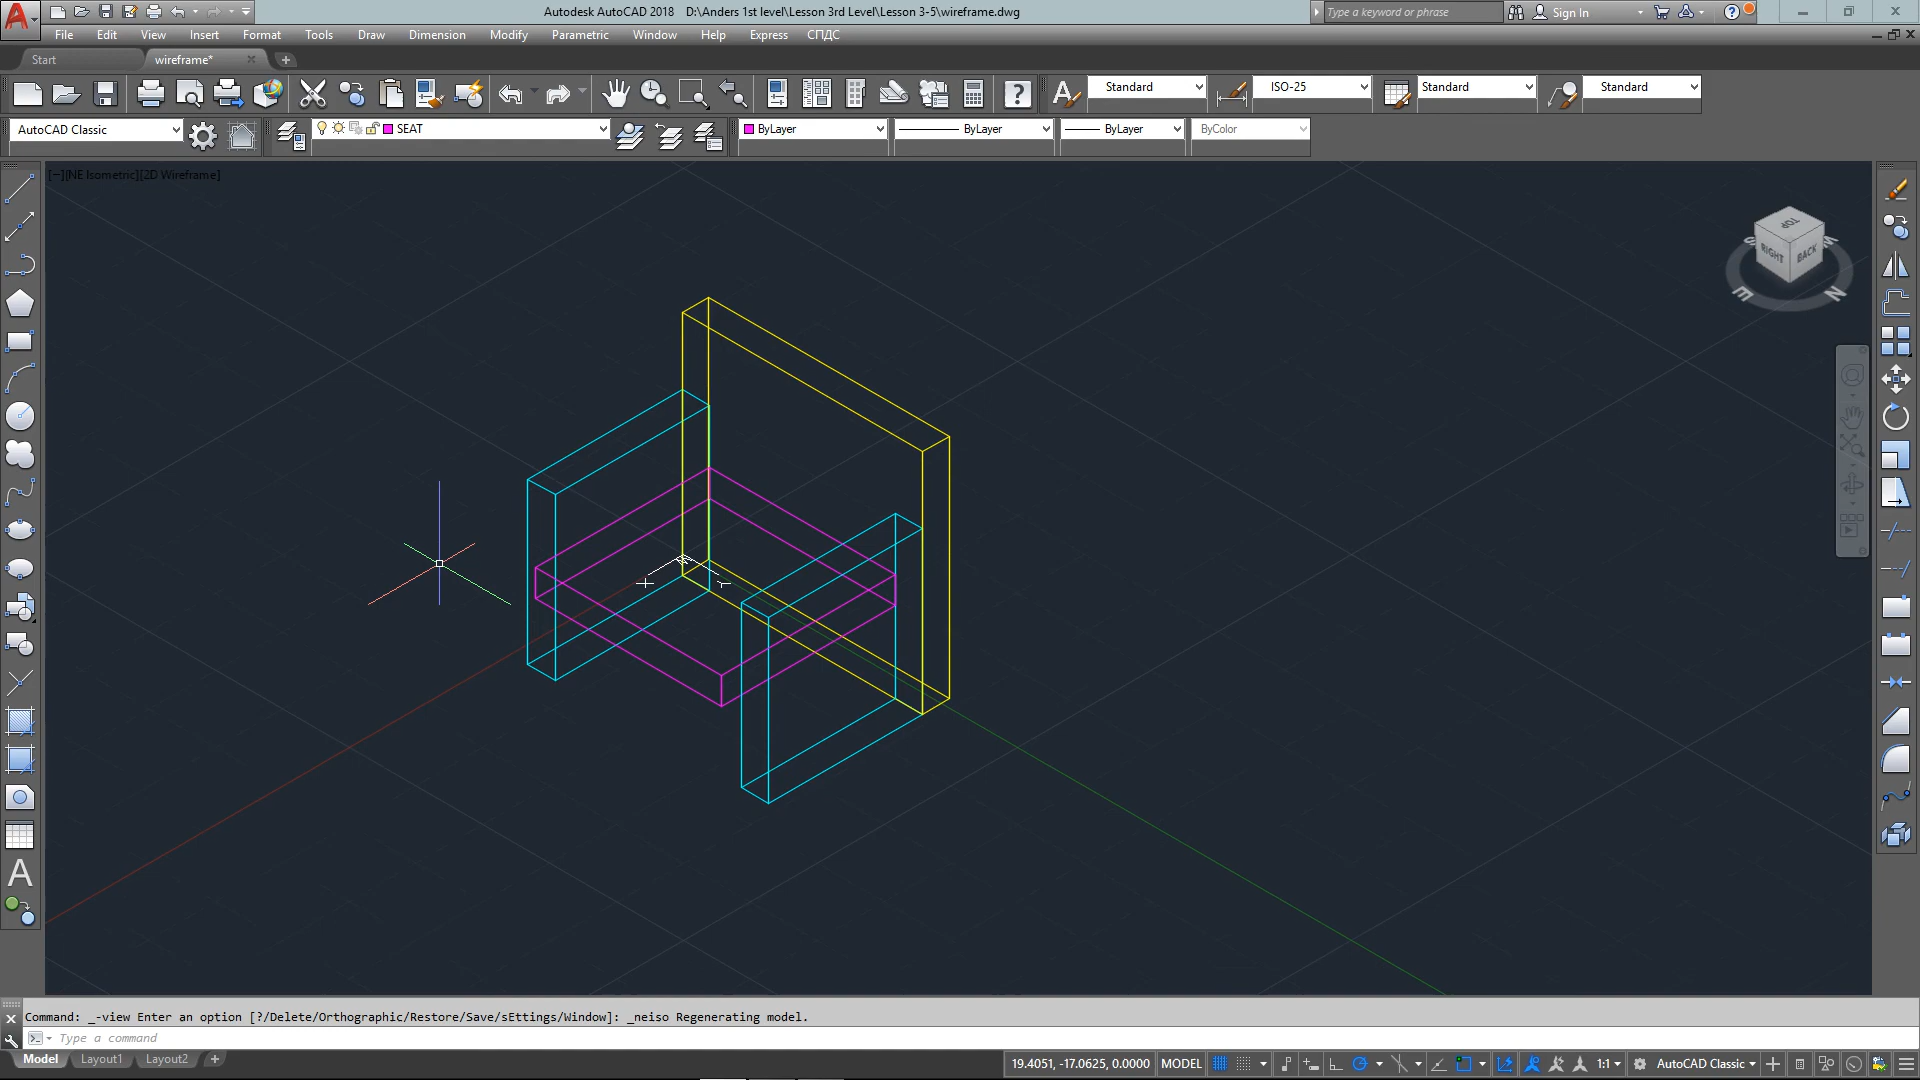 Autodesk AutoCAD 2018 D:\Anders 1st level\Lesson 3rd Level\Lesson 3-5\wireframe.dwg
Type a keyword or phrase
Sign In
File Edit View Insert Format Tools Draw Dimension Modify Parametric Window Help Express СПДС
Start wireframe*
Standard ISO-25 Standard Standard
AutoCAD Classic SEAT ByLayer ByLayer ByLayer ByColor
[−][NE Isometric][2D Wireframe]
TOP
RIGHT BACK
E N
Command: _-view Enter an option [?/Delete/Orthographic/Restore/Save/sEttings/Window]: _neiso Regenerating model.
Type a command
Model Layout1 Layout2
19.4051, -17.0625, 0.0000 MODEL 1:1 AutoCAD Classic